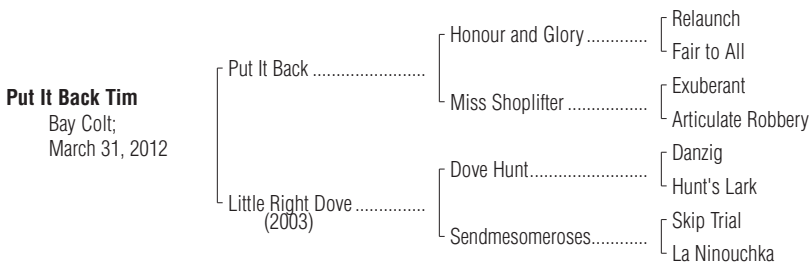 Put It Back Tim
Bay Colt;
March 31, 2012
Put It Back ........................
Little Right Dove ...............
(2003)
Honour and Glory .............
Miss Shoplifter .................
Dove Hunt.........................
Sendmesomeroses............
Relaunch
Fair to All
Exuberant
Articulate Robbery
Danzig
Hunt's Lark
Skip Trial
La Ninouchka